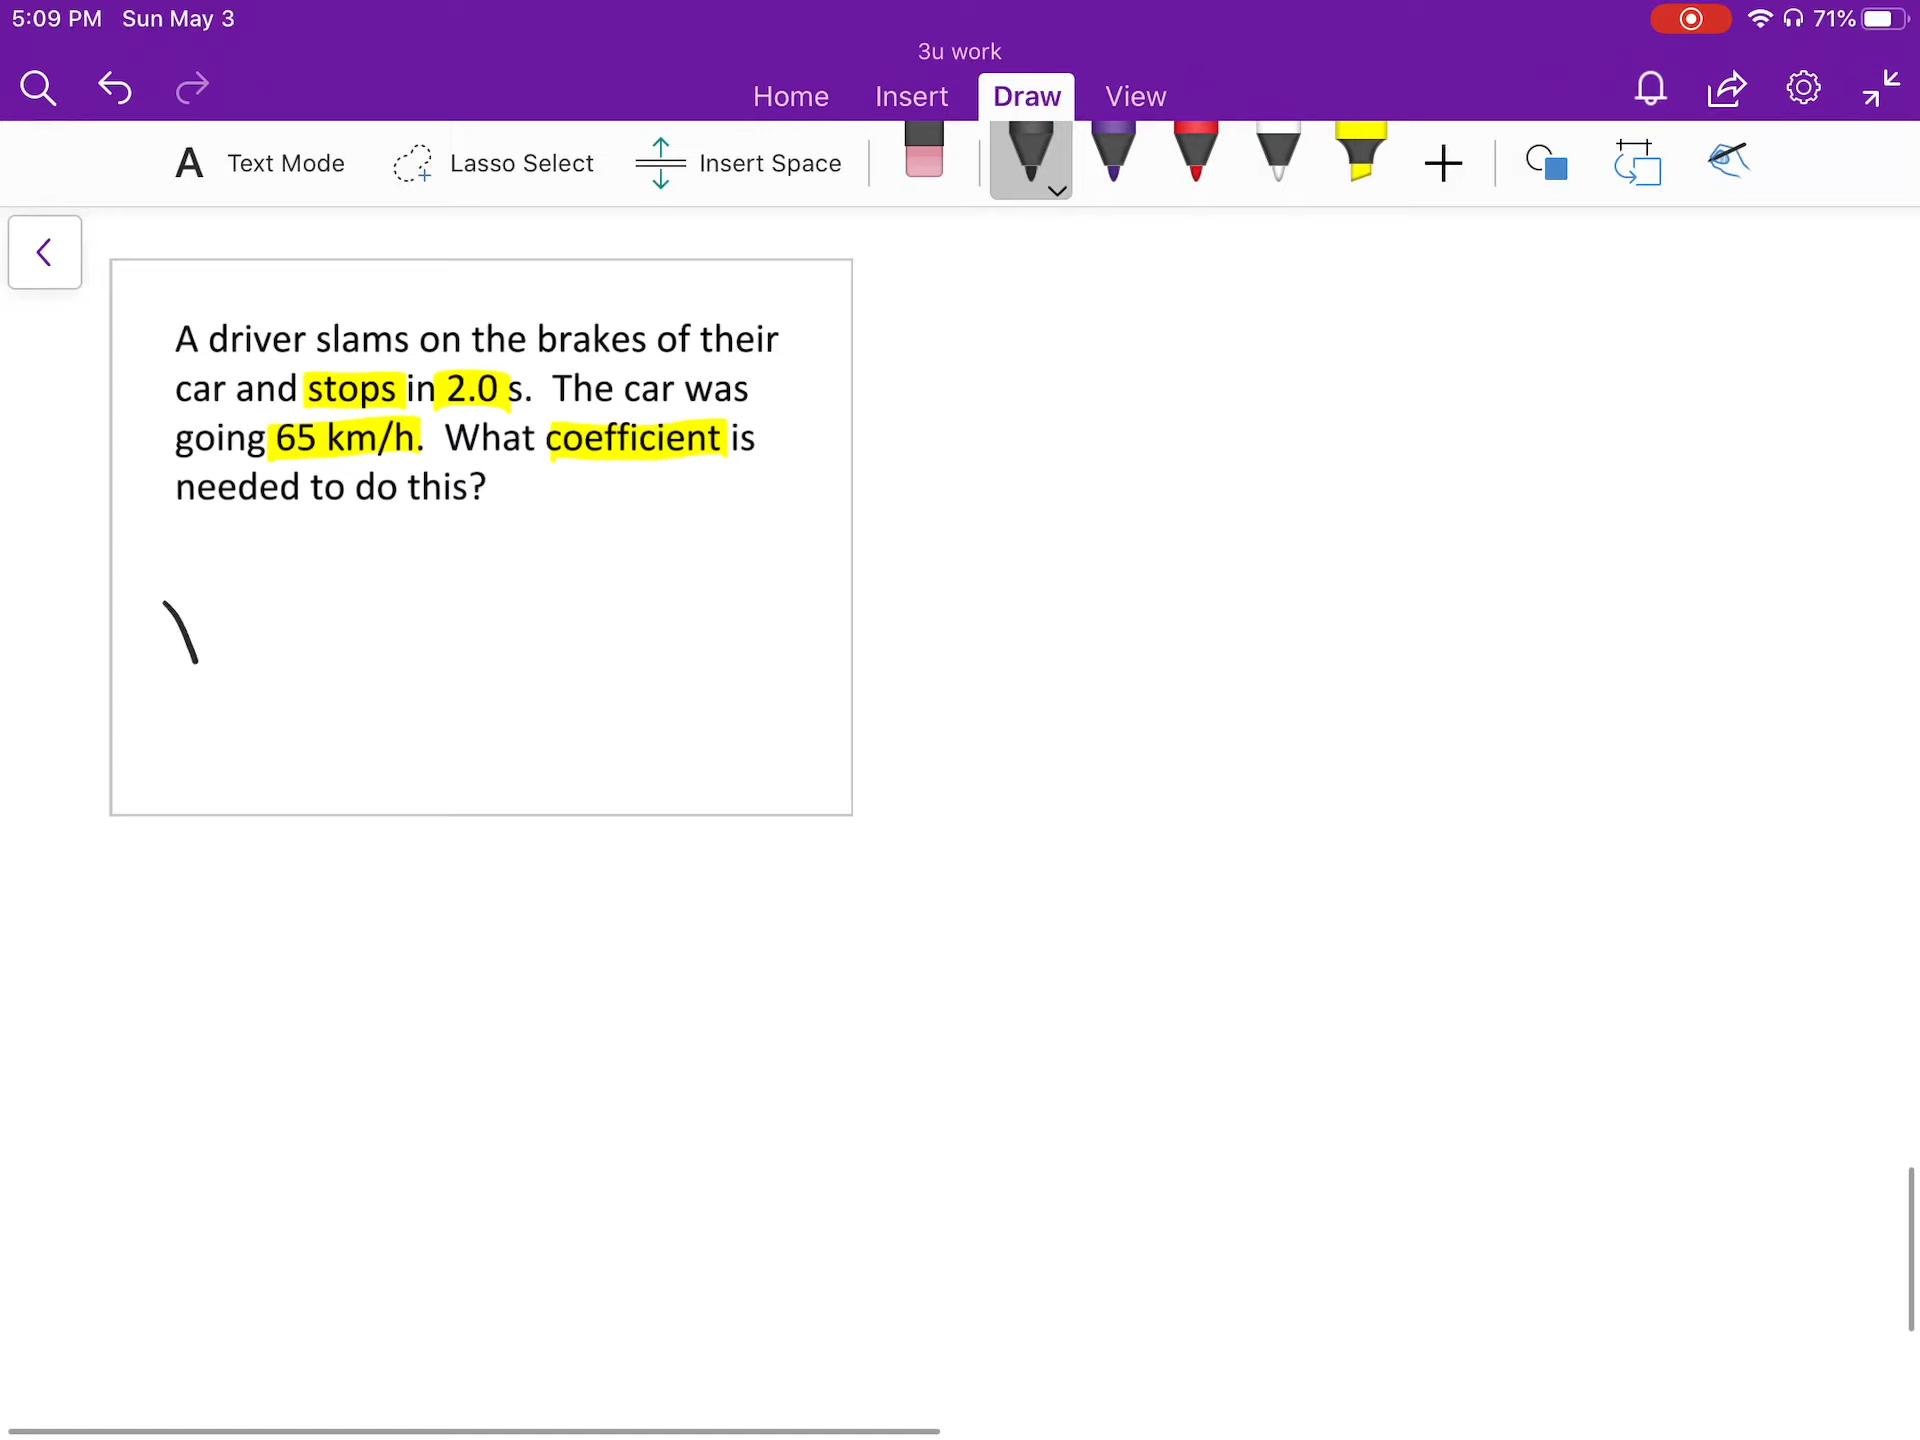 5:09 PM Sun May 3
71%
3u work
Home Insert Draw View
A Text Mode Lasso Select Insert Space
A driver slams on the brakes of their
car and stops in 2.0 s. The car was
going 65 km/h. What coefficient is
needed to do this?